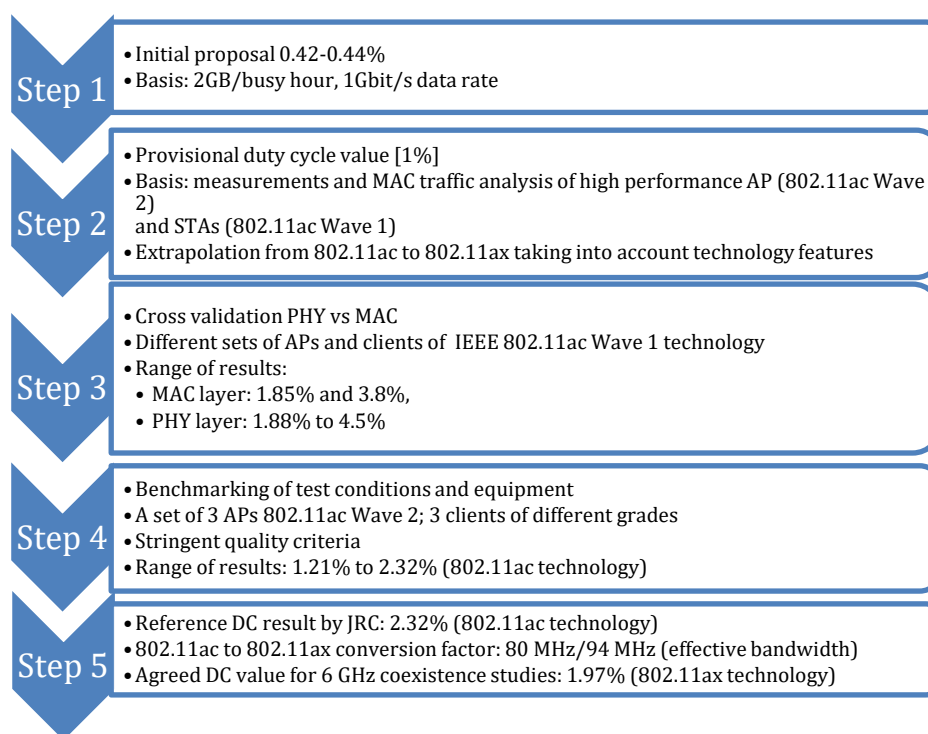 Step 1
•Initial proposal 0.42-0.44%
•Basis: 2GB/busy hour, 1Gbit/s data rate
Step 2
•Provisional duty cycle value [1%]
•Basis: measurements and MAC traffic analysis of high performance AP (802.11ac Wave
2)
and STAs (802.11ac Wave 1)
•Extrapolation from 802.11ac to 802.11ax taking into account technology features
Step 3
•Cross validation PHY vs MAC
•Different sets of APs and clients of IEEE 802.11ac Wave 1 technology
•Range of results:
• MAC layer: 1.85% and 3.8%,
• PHY layer: 1.88% to 4.5%
Step 4
•Benchmarking of test conditions and equipment
•A set of 3 APs 802.11ac Wave 2; 3 clients of different grades
•Stringent quality criteria
•Range of results: 1.21% to 2.32% (802.11ac technology)
Step 5
•Reference DC result by JRC: 2.32% (802.11ac technology)
•802.11ac to 802.11ax conversion factor: 80 MHz/94 MHz (effective bandwidth)
•Agreed DC value for 6 GHz coexistence studies: 1.97% (802.11ax technology)